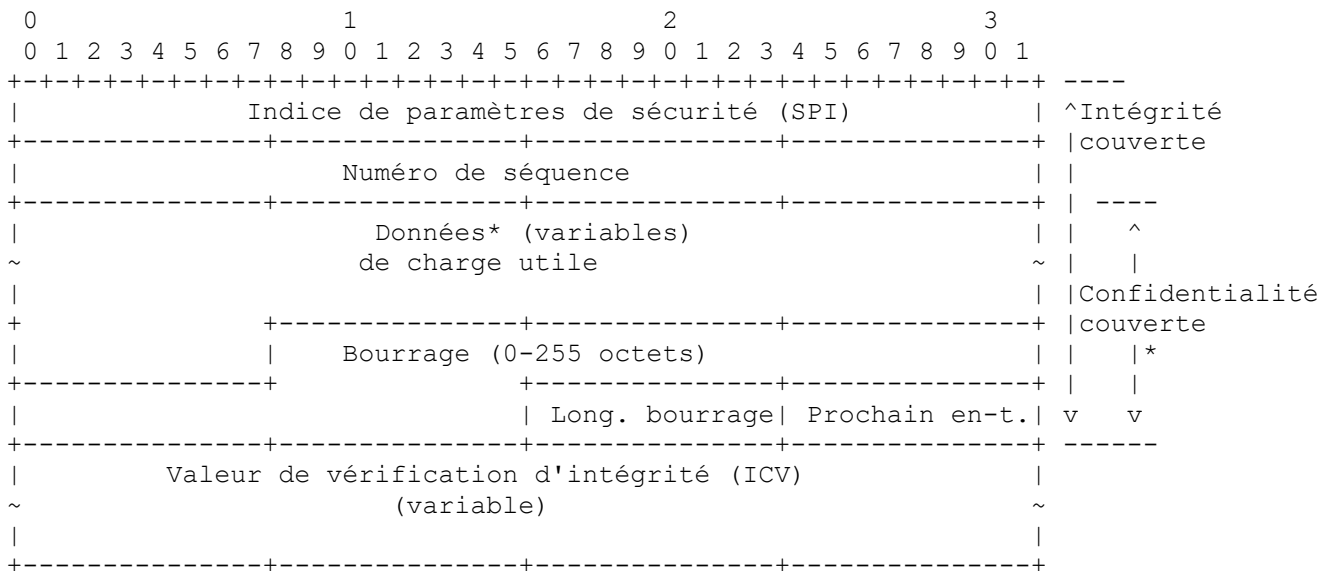 0 1 2 3
0 1 2 3 4 5 6 7 8 9 0 1 2 3 4 5 6 7 8 9 0 1 2 3 4 5 6 7 8 9 0 1
+-+-+-+-+-+-+-+-+-+-+-+-+-+-+-+-+-+-+-+-+-+-+-+-+-+-+-+-+-+-+-+-+ ----
| Indice de paramètres de sécurité (SPI) | ^Intégrité
+---------------+---------------+---------------+---------------+ |couverte
| Numéro de séquence | |
+---------------+---------------+---------------+---------------+ | ----
| Données* (variables) | | ^
~ de charge utile ~ | |
| | |Confidentialité
+ +---------------+---------------+---------------+ |couverte
| | Bourrage (0-255 octets) | | |*
+---------------+ +---------------+---------------+ | |
| | Long. bourrage| Prochain en-t.| v v
+---------------+---------------+---------------+---------------+ ------
| Valeur de vérification d'intégrité (ICV) |
~ (variable) ~
| |
+---------------+---------------+---------------+---------------+